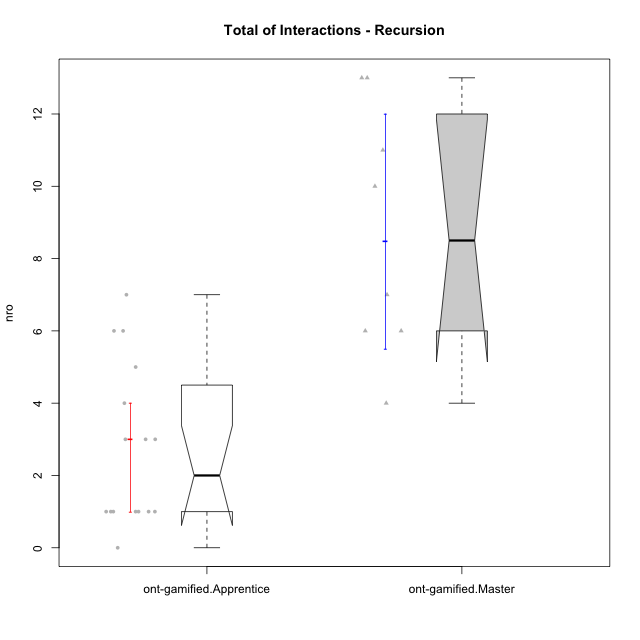 Total of Interactions - Recursion
nro
12
10
8
6
4
2
0
ont-gamified.Apprentice
ont-gamified.Master